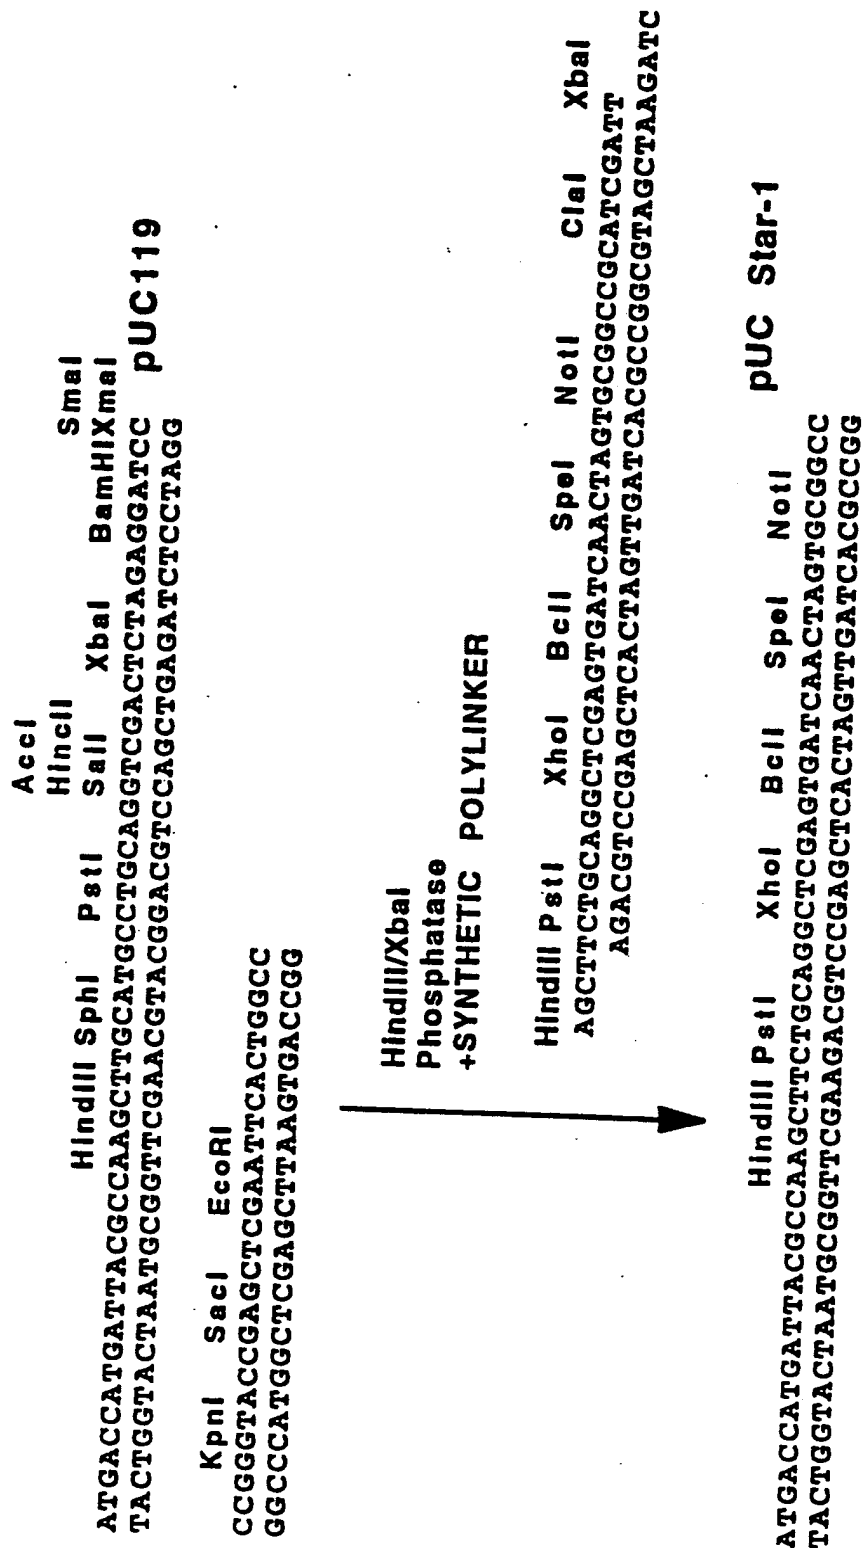 AccI
HincII
HindIII SphI PstI SalI XbaI BamHIXmaI SmaI
ATGACCATGATTACGCCAAGCTTGCATGCCTGCAGGTCGACTCTAGAGGATCC
TACTGGTACTAATGCGGTTCGAACGTACGGACGTCCAGCTGAGATCTCCTAGG
pUC119
KpnI SacI EcoRI
CCGGGTACCGAGCTCGAATTCACTGGCC
GGCCCATGGCTCGAGCTTAAGTGACCGG
HindIII/XbaI
Phosphatase
+SYNTHETIC POLYLINKER
HindIII PstI XhoI BclI SpeI NotI ClaI XbaI
AGCTTCTGCAGGCTCGAGTGATCAACTAGTGCGGCCGCATCGATT
AGACGTCCGAGCTCACTAGTTGATCACGCCGGCGTAGCTAAGATC
HindIII PstI XhoI BclI SpeI NotI
pUC Star-1
ATGACCATGATTACGCCAAGCTTCTGCAGGCTCGAGTGATCAACTAGTGCGGCC
TACTGGTACTAATGCGGTTCGAAGACGTCCGAGCTCACTAGTTGATCACGCCGG